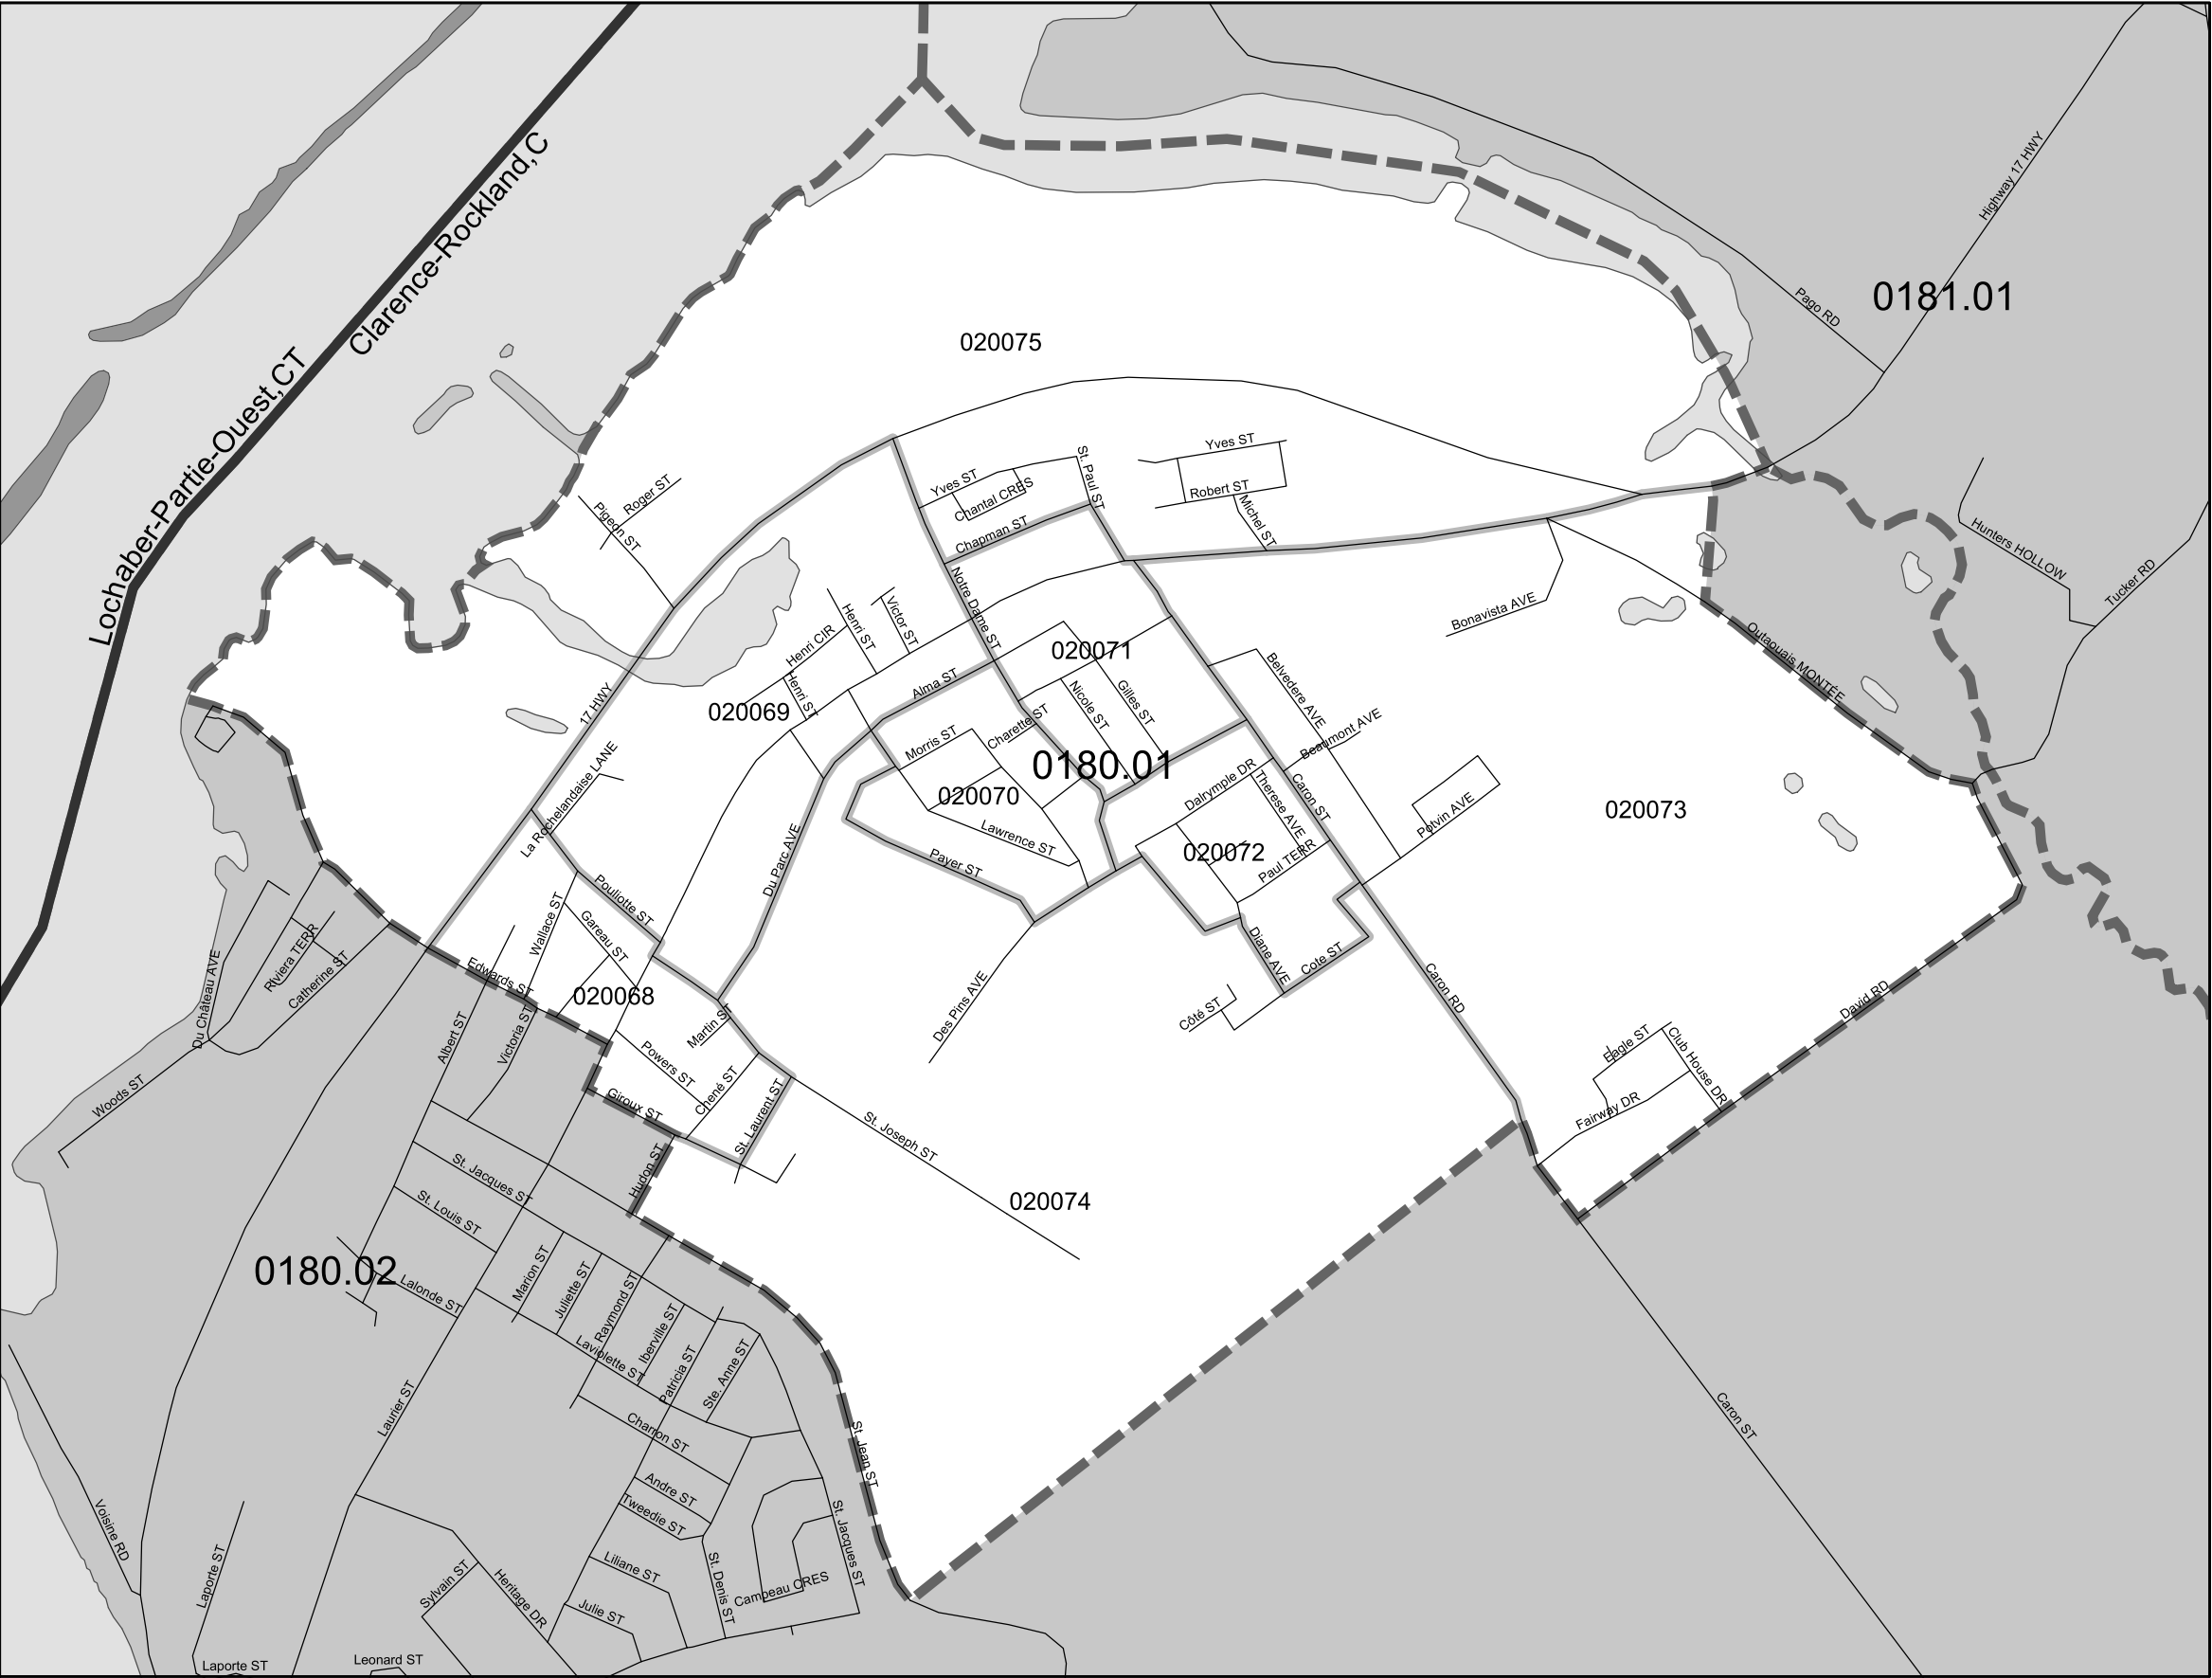 Highway 17 HWY
Clarence-Rockland,C
0181.01
Pago RD
020075
Lochaber-Partie-Ouest,CT
Yves ST
St. Paul ST
Yves ST
Chantal CRES
Roger ST
Pigeon ST
Robert ST
Michel ST
Chapman ST
Hunters HOLLOW
Tucker RD
Notre Dame ST
Henri ST
Victor ST
Bonavista AVE
Henri CIR
Outaouais MONTÉE
020071
Alma ST
Henri ST
Nicole ST
Gilles ST
Belvedere AVE
17 HWY
020069
Charette ST
Beaumont AVE
Morris ST
0180.01
La Rochelandaise LANE
Dalrymple DR
Therese AVE
Caron ST
020070
020073
Potvin AVE
Lawrence ST
020072
Paul TERR
Du Parc AVE
Payer ST
Pouliotte ST
Wallace ST
Gareau ST
Diane AVE
Cote ST
Riviera TERR
Catherine ST
Du Château AVE
Edwards ST
020068
Caron RD
David RD
Des Pins AVE
Côté ST
Martin ST
Albert ST
Victoria ST
Eagle ST
Club House DR
Powers ST
Chené ST
Woods ST
Giroux ST
Fairway DR
St. Laurent ST
St. Joseph ST
Hudon ST
St. Jacques ST
020074
St. Louis ST
0180.02
Lalonde ST
Marion ST
Juliette ST
Raymond ST
Iberville ST
Laviolette ST
Patricia ST
Ste. Anne ST
Laurier ST
Charron ST
St. Jean ST
Caron ST
Andre ST
Tweedie ST
Voisine RD
St. Jacques ST
Laporte ST
Liliane ST
St. Denis ST
Campeau CRES
Sylvain ST
Heritage DR
Julie ST
Laporte ST
Leonard ST